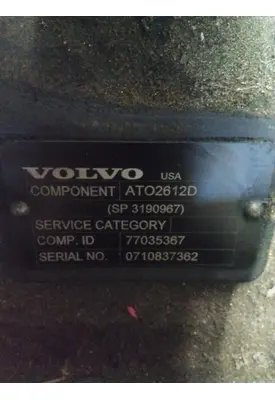 VOLVO USA
COMPONENT ATO2612D
(SP 3190967)
SERVICE CATEGORY
COMP. ID 77035367
SERIAL NO. 0710837362